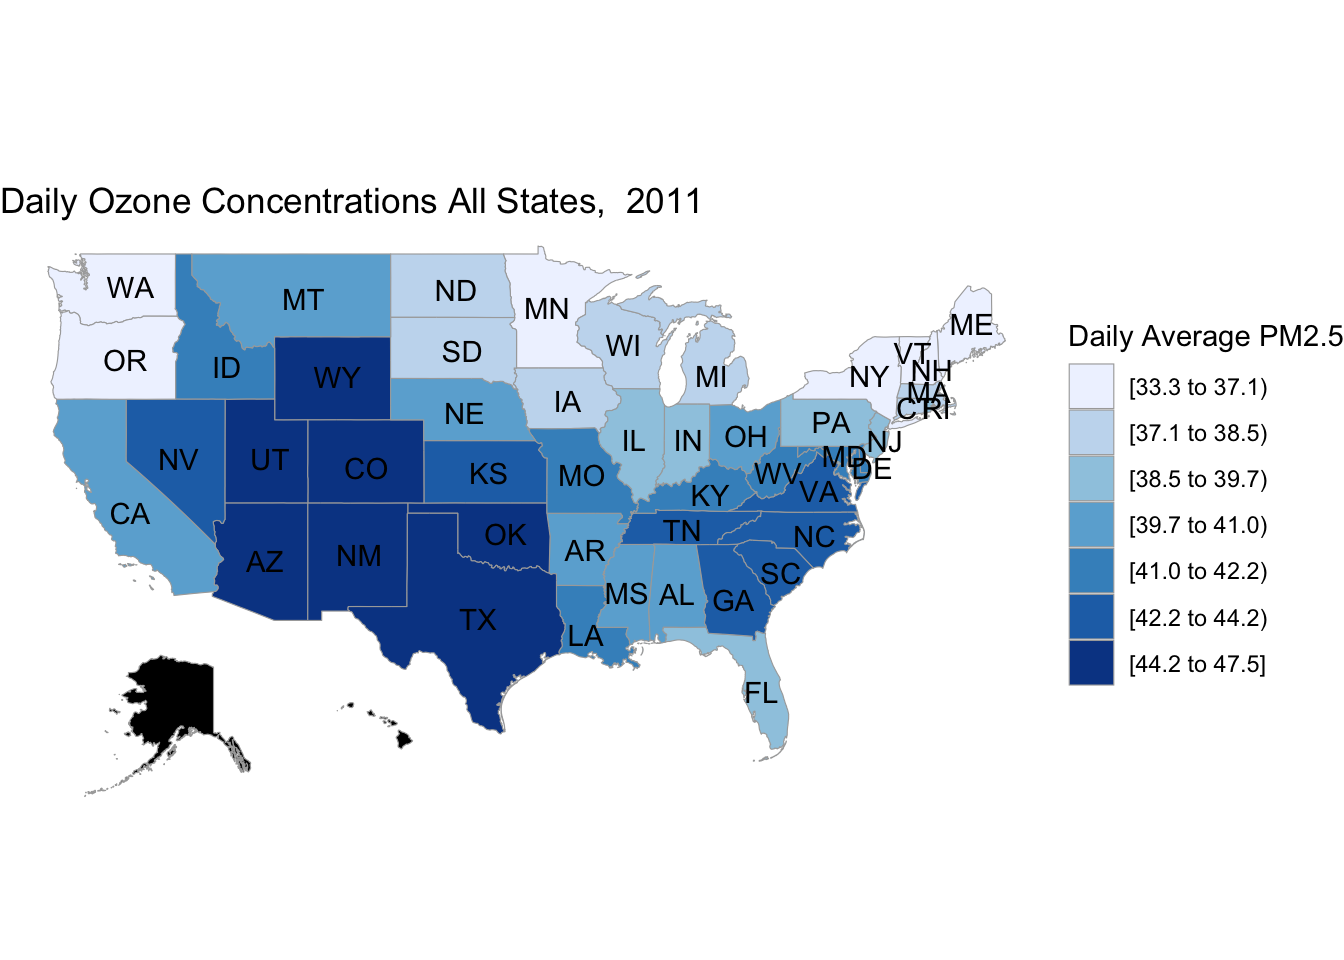 Daily Ozone Concentrations All States,  2011
WA
MT
ND
MN
ME
OR
ID
SD
WI
VT
NH
WY
MI
NY
MA
NE
IA
CT
RI
NV
UT
CO
KS
MO
IL
IN
OH
PA
NJ
MD
DE
WV
VA
KY
CA
AZ
NM
OK
AR
TN
NC
SC
MS
AL
GA
TX
LA
FL
Daily Average PM2.5
[33.3 to 37.1)
[37.1 to 38.5)
[38.5 to 39.7)
[39.7 to 41.0)
[41.0 to 42.2)
[42.2 to 44.2)
[44.2 to 47.5]